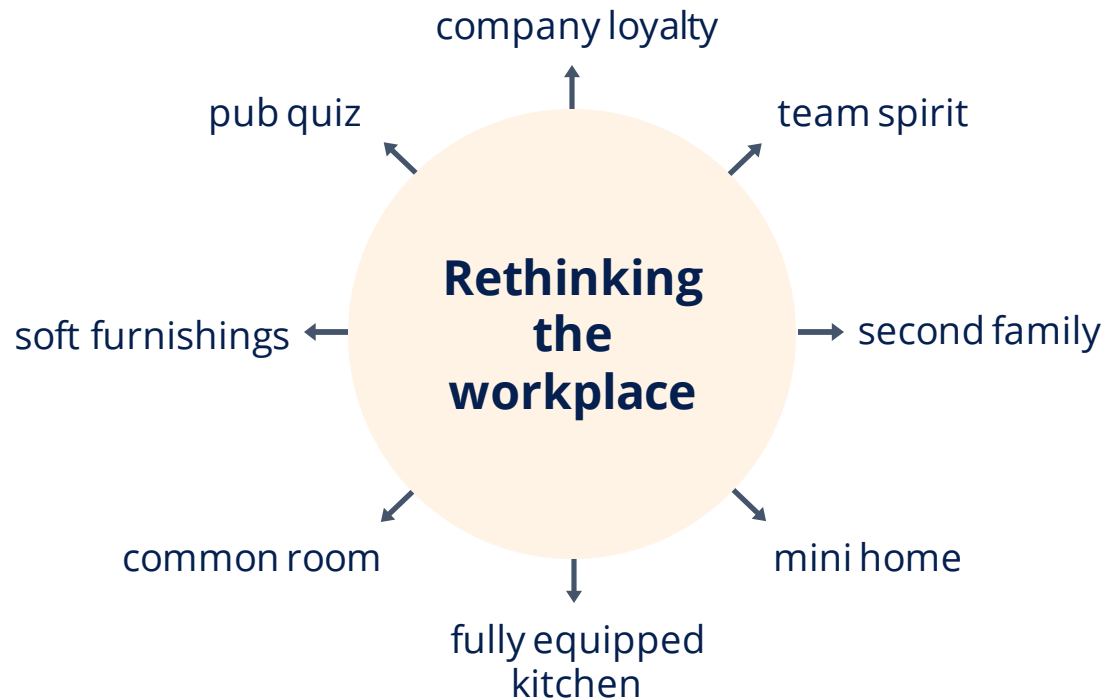 company loyalty
pub quiz
team spirit
Rethinking
the
workplace
soft furnishings
second family
common room
mini home
fully equipped
kitchen